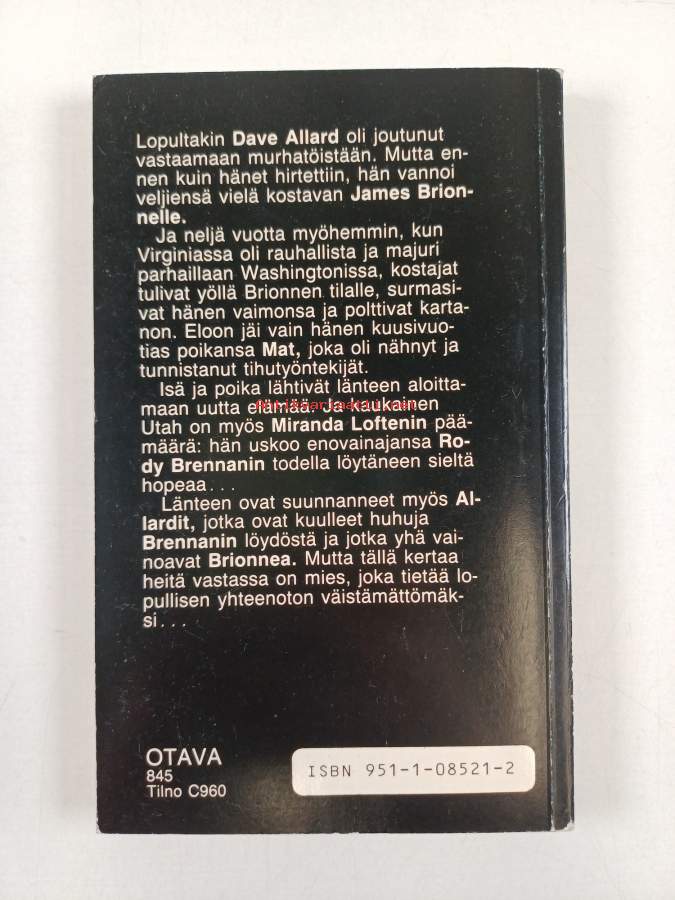 Lopultakin Dave Allard oli joutunut
vastaamaan murhatöistään. Mutta en-
nen kuin hänet hirtettiin, hän vannoi
veljiensä vielä kostavan James Brion-
nelle.
Ja neljä vuotta myöhemmin, kun
Virginiassa oli rauhallista ja majuri
parhaillaan Washingtonissa, kostajat
tulivat yöllä Brionnen tilalle, surmasi-
vat hänen vaimonsa ja polttivat karta-
non. Eloon jäi vain hänen kuusivuo-
tias poikansa Mat, joka oli nähnyt ja
tunnistanut tihutyöntekijät.
Isä ja poika lähtivät länteen aloitta-
maan uutta elämää. Ja kaukainen
Antikvariaatti.net
Utah on myös Miranda Loftenin pää-
määrä: hän uskoo enovainajansa Ro-
dy Brennanin todella löytäneen sieltä
hopeaa...
Länteen ovat suunnanneet myös Al-
lardit, jotka ovat kuulleet huhuja
Brennanin löydöstä ja jotka yhä vai-
noavat Brionnea. Mutta tällä kertaa
heitä vastassa on mies, joka tietää lo-
pullisen yhteenoton väistämättömäk-
si...
OTAVA
845
Tilno C960
ISBN 951-1-08521-2